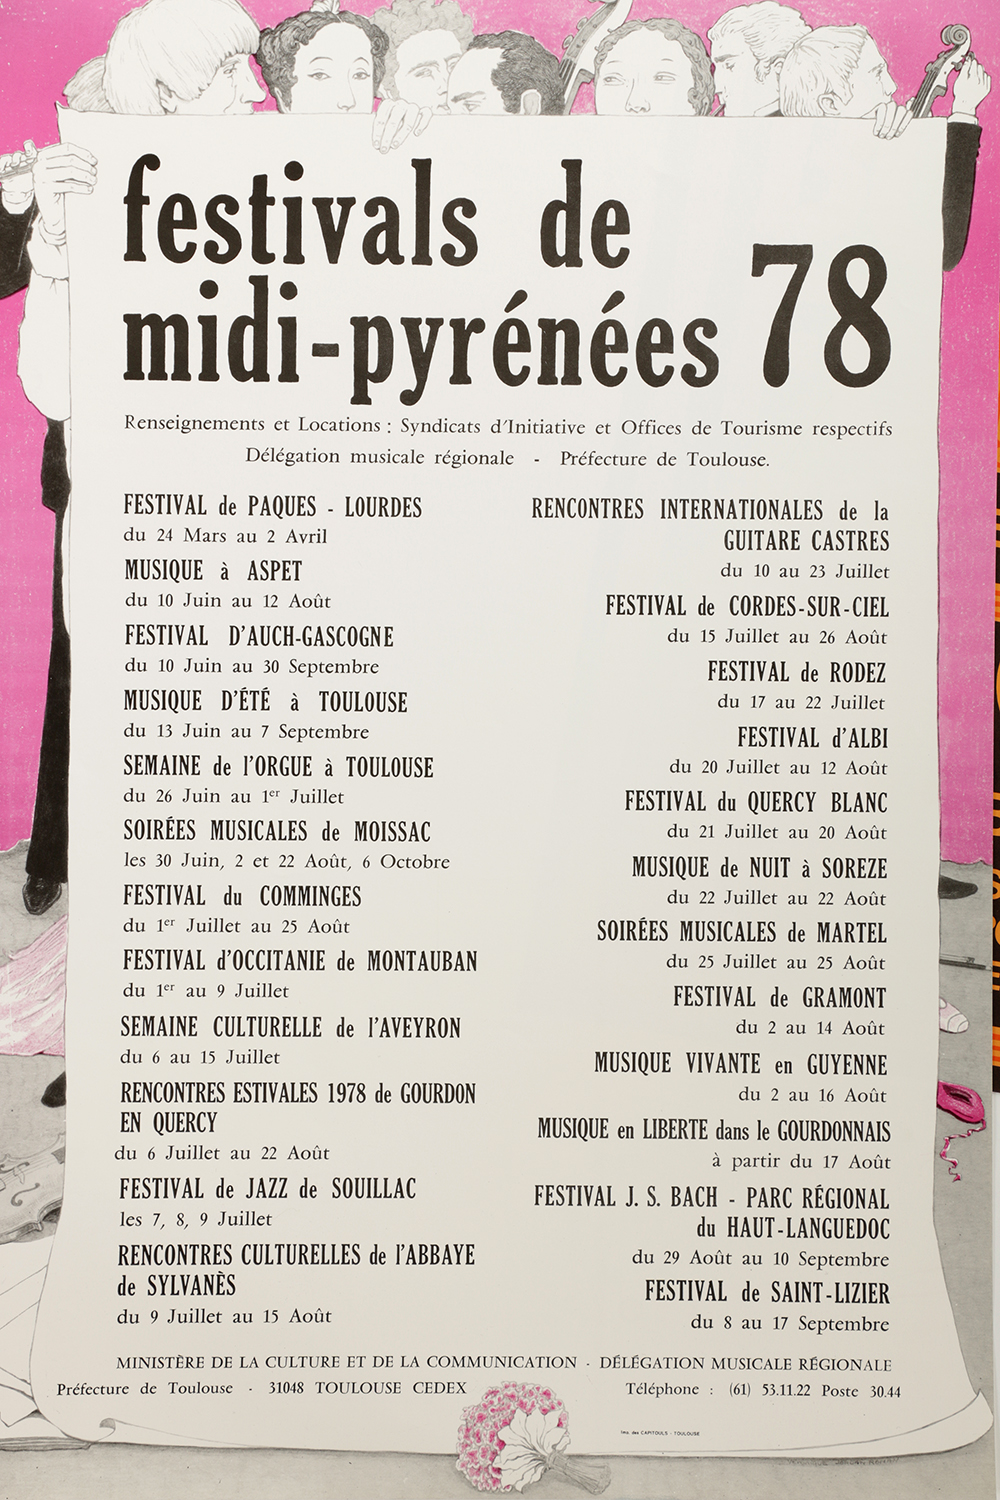 festivals de
midi-pyrénées 78
Renseignements et Locations : Syndicats d'Initiative et Offices de Tourisme respectifs
Délégation musicale régionale - Préfecture de Toulouse.
FESTIVAL de PAQUES - LOURDES
du 24 Mars au 2 Avril
MUSIQUE à ASPET
du 10 Juin au 12 Août
FESTIVAL D'AUCH-GASCOGNE
du 10 Juin au 30 Septembre
MUSIQUE D'ÉTÉ à TOULOUSE
du 13 Juin au 7 Septembre
SEMAINE de l'ORGUE à TOULOUSE
du 26 Juin au 1er Juillet
SOIRÉES MUSICALES de MOISSAC
les 30 Juin, 2 et 22 Août, 6 Octobre
FESTIVAL du COMMINGES
du 1er Juillet au 25 Août
FESTIVAL d'OCCITANIE de MONTAUBAN
du 1er au 9 Juillet
SEMAINE CULTURELLE de l'AVEYRON
du 6 au 15 Juillet
RENCONTRES ESTIVALES 1978 de GOURDON
EN QUERCY
du 6 Juillet au 22 Août
FESTIVAL de JAZZ de SOUILLAC
les 7, 8, 9 Juillet
RENCONTRES CULTURELLES de l'ABBAYE
de SYLVANÈS
du 9 Juillet au 15 Août
RENCONTRES INTERNATIONALES de la
GUITARE CASTRES
du 10 au 23 Juillet
FESTIVAL de CORDES-SUR-CIEL
du 15 Juillet au 26 Août
FESTIVAL de RODEZ
du 17 au 22 Juillet
FESTIVAL d'ALBI
du 20 Juillet au 12 Août
FESTIVAL du QUERCY BLANC
du 21 Juillet au 20 Août
MUSIQUE de NUIT à SOREZE
du 22 Juillet au 22 Août
SOIRÉES MUSICALES de MARTEL
du 25 Juillet au 25 Août
FESTIVAL de GRAMONT
du 2 au 14 Août
MUSIQUE VIVANTE en GUYENNE
du 2 au 16 Août
MUSIQUE en LIBERTE dans le GOURDONNAIS
à partir du 17 Août
FESTIVAL J. S. BACH - PARC RÉGIONAL
du HAUT-LANGUEDOC
du 29 Août au 10 Septembre
FESTIVAL de SAINT-LIZIER
du 8 au 17 Septembre
MINISTÈRE DE LA CULTURE ET DE LA COMMUNICATION - DÉLÉGATION MUSICALE RÉGIONALE
Préfecture de Toulouse - 31048 TOULOUSE CEDEX Téléphone : (61) 53.11.22 Poste 30.44
Imp. des CAPITOULS - TOULOUSE